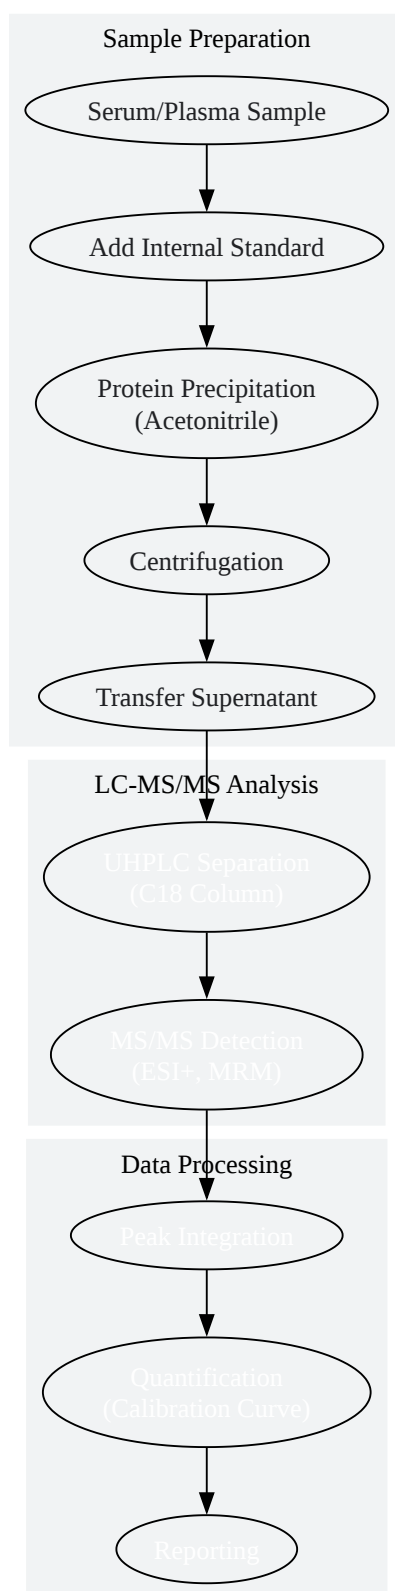 Sample Preparation
Serum/Plasma Sample
Add Internal Standard
Protein Precipitation
(Acetonitrile)
Centrifugation
Transfer Supernatant
LC-MS/MS Analysis
UHPLC Separation
(C18 Column)
MS/MS Detection
(ESI+, MRM)
Data Processing
Peak Integration
Quantification
(Calibration Curve)
Reporting